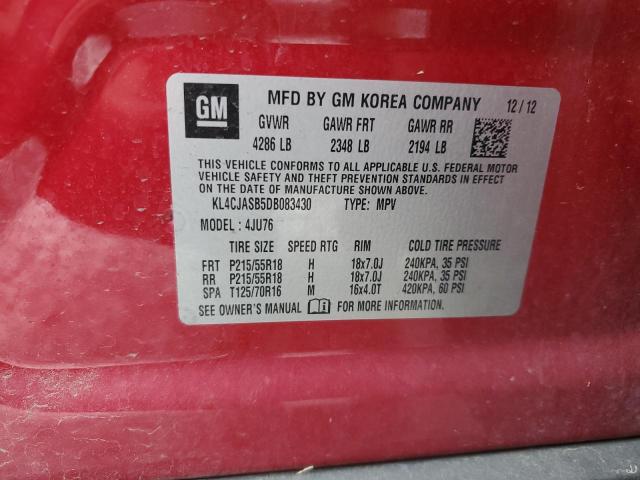 GM MFD BY GM KOREA COMPANY 12/12
GVWR GAWR FRT GAWR RR
4286 LB 2348 LB 2194 LB
THIS VEHICLE CONFORMS TO ALL APPLICABLE U.S. FEDERAL MOTOR
VEHICLE SAFETY AND THEFT PREVENTION STANDARDS IN EFFECT
ON THE DATE OF MANUFACTURE SHOWN ABOVE.
KL4CJASB5DB083430 TYPE: MPV
MODEL: 4JU76
TIRE SIZE SPEED RTG RIM COLD TIRE PRESSURE
FRT P215/55R18 H 18x7.0J 240KPA, 35 PSI
RR P215/55R18 H 18x7.0J 240KPA, 35 PSI
SPA T125/70R16 M 16x4.0T 420KPA, 60 PSI
SEE OWNER'S MANUAL FOR MORE INFORMATION